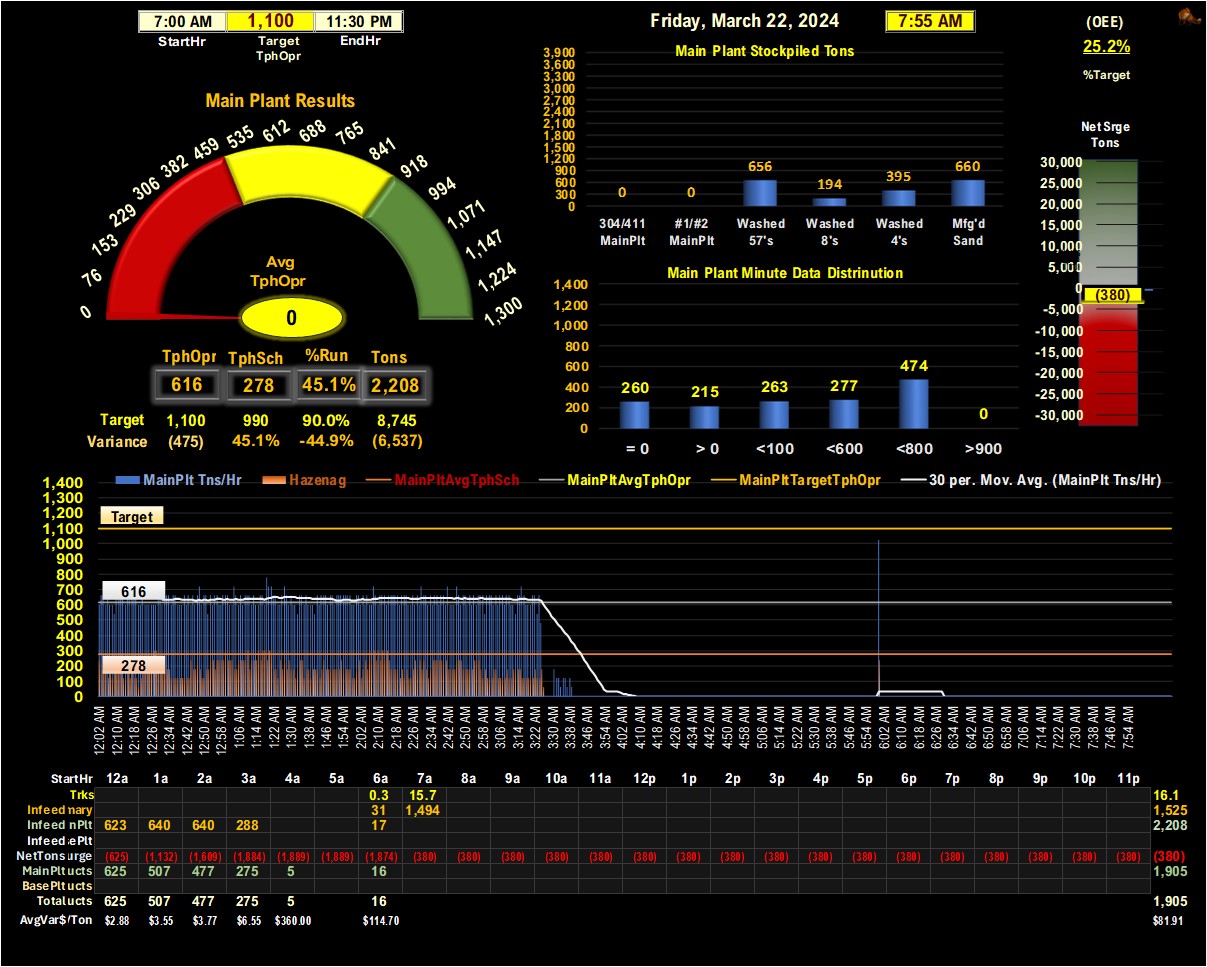 7:00 AM 1,100 11:30 PM
StartHr Target EndHr
TphOpr
Friday, March 22, 2024 7:55 AM
(OEE)
25.2%
%Target
Main Plant Results
0 76 153 229 306 382 459 535 612 688 765 841 918 994 1,071 1,147 1,224 1,300
Avg
TphOpr
0
TphOpr TphSch %Run Tons
616 278 45.1% 2,208
Target 1,100 990 90.0% 8,745
Variance (475) 45.1% -44.9% (6,537)
Main Plant Stockpiled Tons
3,900
3,600
3,300
3,000
2,700
2,400
2,100
1,800
1,500
1,200
900
600
300
0
0 0 656 194 395 660
304/411 #1/#2 Washed Washed Washed Mfg'd
MainPlt MainPlt 57's 8's 4's Sand
Main Plant Minute Data Distrinution
1,400
1,200
1,000
800
600
400
200
0
260 215 263 277 474 0
= 0 > 0 <100 <600 <800 >900
Net Srge
Tons
30,000
25,000
20,000
15,000
10,000
5,000
0
(380)
-5,000
-10,000
-15,000
-20,000
-25,000
-30,000
MainPlt Tns/Hr Hazenag MainPltAvgTphSch MainPltAvgTphOpr MainPltTargetTphOpr 30 per. Mov. Avg. (MainPlt Tns/Hr)
1,400
1,300
1,200
1,100
1,000
900
800
700
600
500
400
300
200
100
0
Target
616
278
12:02 AM 12:10 AM 12:18 AM 12:26 AM 12:34 AM 12:42 AM 12:50 AM 12:58 AM 1:06 AM 1:14 AM 1:22 AM 1:30 AM 1:38 AM 1:46 AM 1:54 AM 2:02 AM 2:10 AM 2:18 AM 2:26 AM 2:34 AM 2:42 AM 2:50 AM 2:58 AM 3:06 AM 3:14 AM 3:22 AM 3:30 AM 3:38 AM 3:46 AM 3:54 AM 4:02 AM 4:10 AM 4:18 AM 4:26 AM 4:34 AM 4:42 AM 4:50 AM 4:58 AM 5:06 AM 5:14 AM 5:22 AM 5:30 AM 5:38 AM 5:46 AM 5:54 AM 6:02 AM 6:10 AM 6:18 AM 6:26 AM 6:34 AM 6:42 AM 6:50 AM 6:58 AM 7:06 AM 7:14 AM 7:22 AM 7:30 AM 7:38 AM 7:46 AM 7:54 AM
StartHr 12a 1a 2a 3a 4a 5a 6a 7a 8a 9a 10a 11a 12p 1p 2p 3p 4p 5p 6p 7p 8p 9p 10p 11p
Trks 0.3 15.7 16.1
Infeed nary 31 1,494 1,525
Infeed nPlt 623 640 640 288 17 2,208
Infeed ePlt
NetTons urge (625) (1,132) (1,609) (1,884) (1,889) (1,889) (1,874) (380) (380) (380) (380) (380) (380) (380) (380) (380) (380) (380) (380) (380) (380) (380) (380) (380) (380)
MainPlt ucts 625 507 477 275 5 16 1,905
BasePlt ucts
Total ucts 625 507 477 275 5 16 1,905
AvgVar$/Ton $2.88 $3.55 $3.77 $6.55 $360.00 $114.70 $81.91